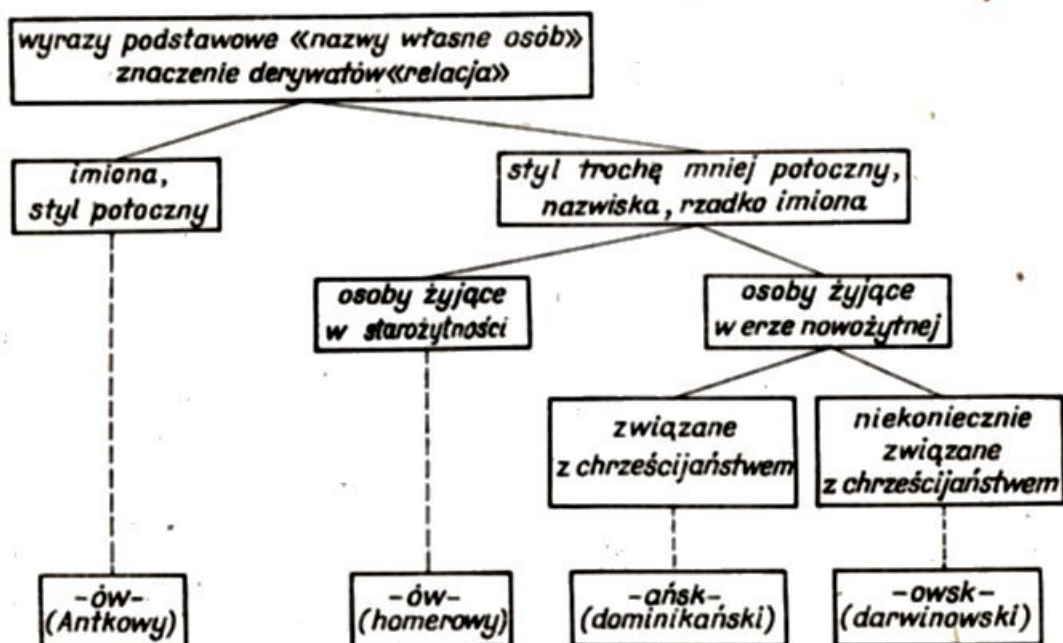 wyrazy podstawowe «nazwy własne osób»
znaczenie derywatów «relacja»
imiona,
styl potoczny
styl trochę mniej potoczny,
nazwiska, rzadko imiona
osoby żyjące
w starożytności
osoby żyjące
w erze nowożytnej
związane
z chrześcijaństwem
niekoniecznie
związane
z chrześcijaństwem
-ów-
(Antkowy)
-ów-
(homerowy)
-ańsk-
(dominikański)
-owsk-
(darwinowski)